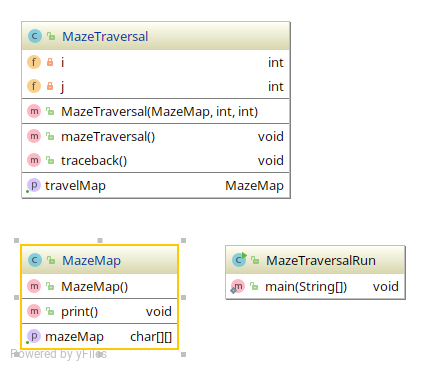 MazeTraversal
i int
j int
MazeTraversal(MazeMap, int, int)
mazeTraversal() void
traceback() void
travelMap MazeMap
MazeMap
MazeMap()
print() void
mazeMap char[][]
MazeTraversalRun
main(String[]) void
Powered by yFiles